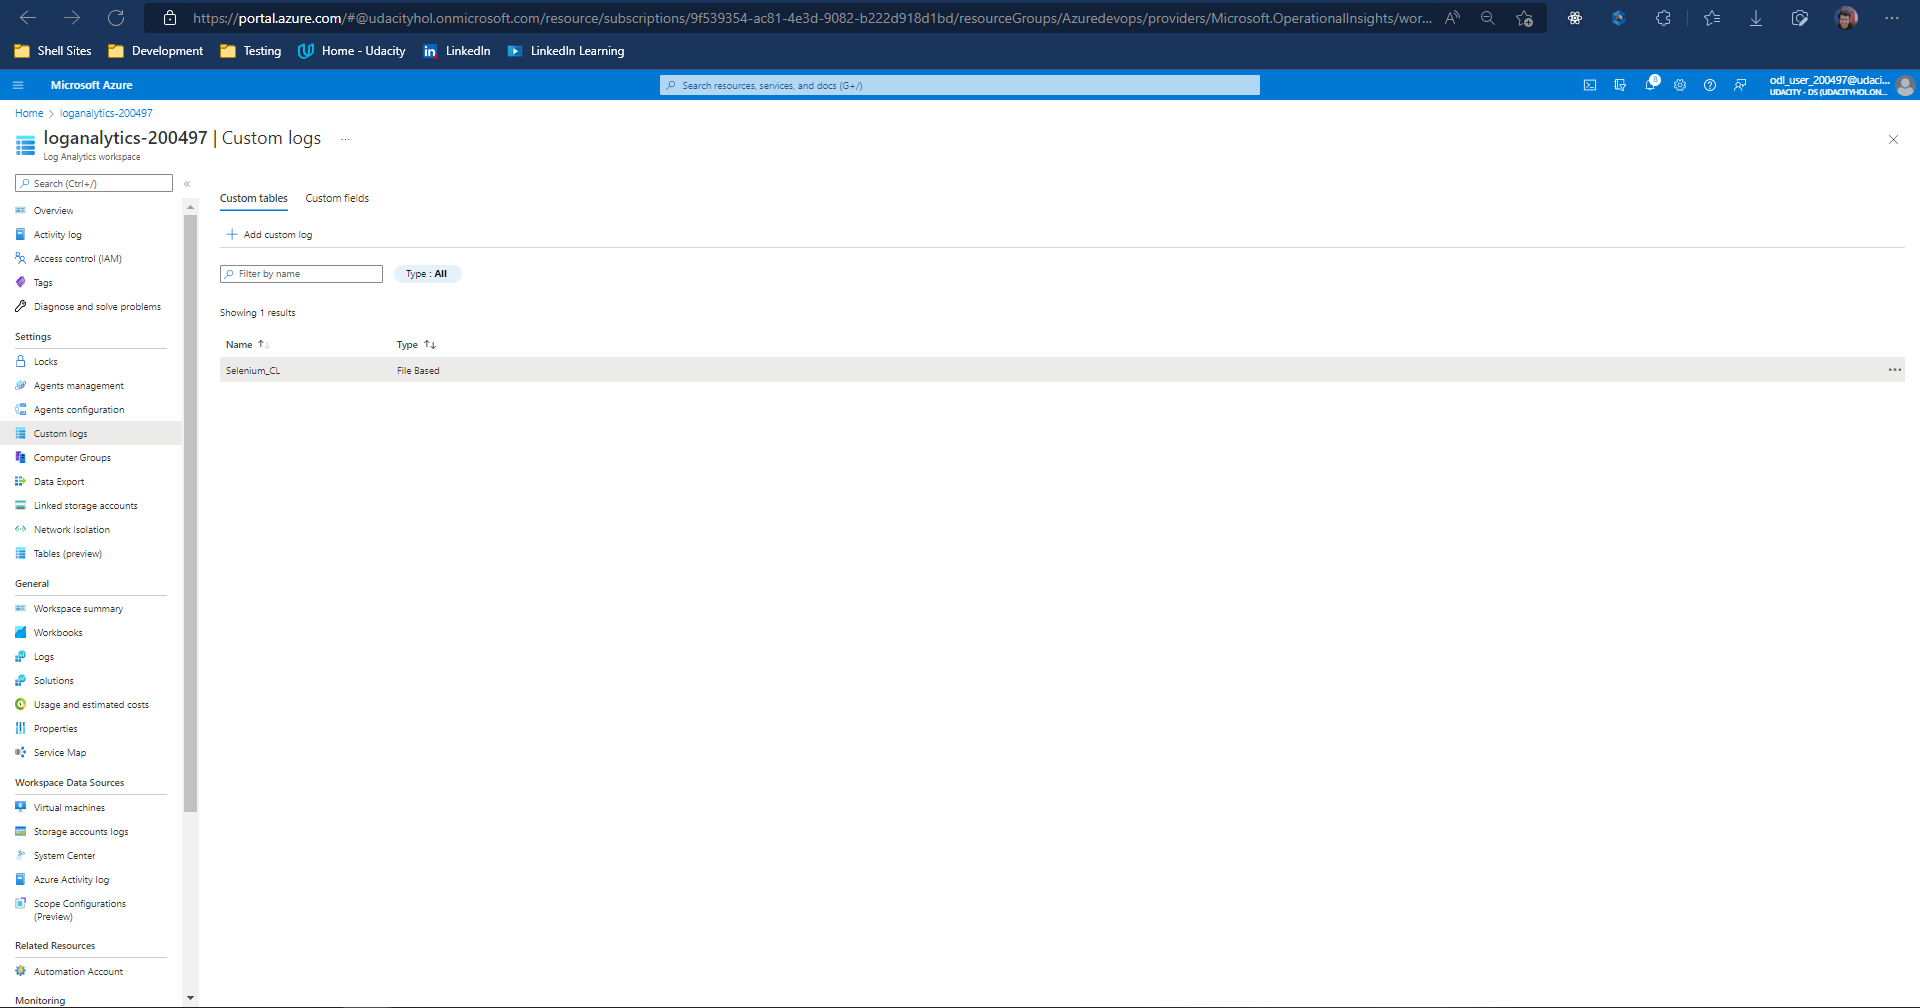 https://portal.azure.com/#@udacityhol.onmicrosoft.com/resource/subscriptions/9f539354-ac81-4e3d-9082-b222d918d1bd/resourceGroups/Azuredevops/providers/Microsoft.OperationalInsights/wor...
Shell Sites Development Testing Home - Udacity LinkedIn LinkedIn Learning
Microsoft Azure
Search resources, services, and docs (G+/)
8
odl_user_200497@udaci...
UDACITY - DS (UDACITYHOLON...
Home > loganalytics-200497
loganalytics-200497 | Custom logs ...
Log Analytics workspace
Search (Ctrl+/)
Overview
Activity log
Access control (IAM)
Tags
Diagnose and solve problems
Settings
Locks
Agents management
Agents configuration
Custom logs
Computer Groups
Data Export
Linked storage accounts
Network Isolation
Tables (preview)
General
Workspace summary
Workbooks
Logs
Solutions
Usage and estimated costs
Properties
Service Map
Workspace Data Sources
Virtual machines
Storage accounts logs
System Center
Azure Activity log
Scope Configurations
(Preview)
Related Resources
Automation Account
Monitoring
Custom tables Custom fields
Add custom log
Filter by name Type : All
Showing 1 results
Name Type
Selenium_CL File Based